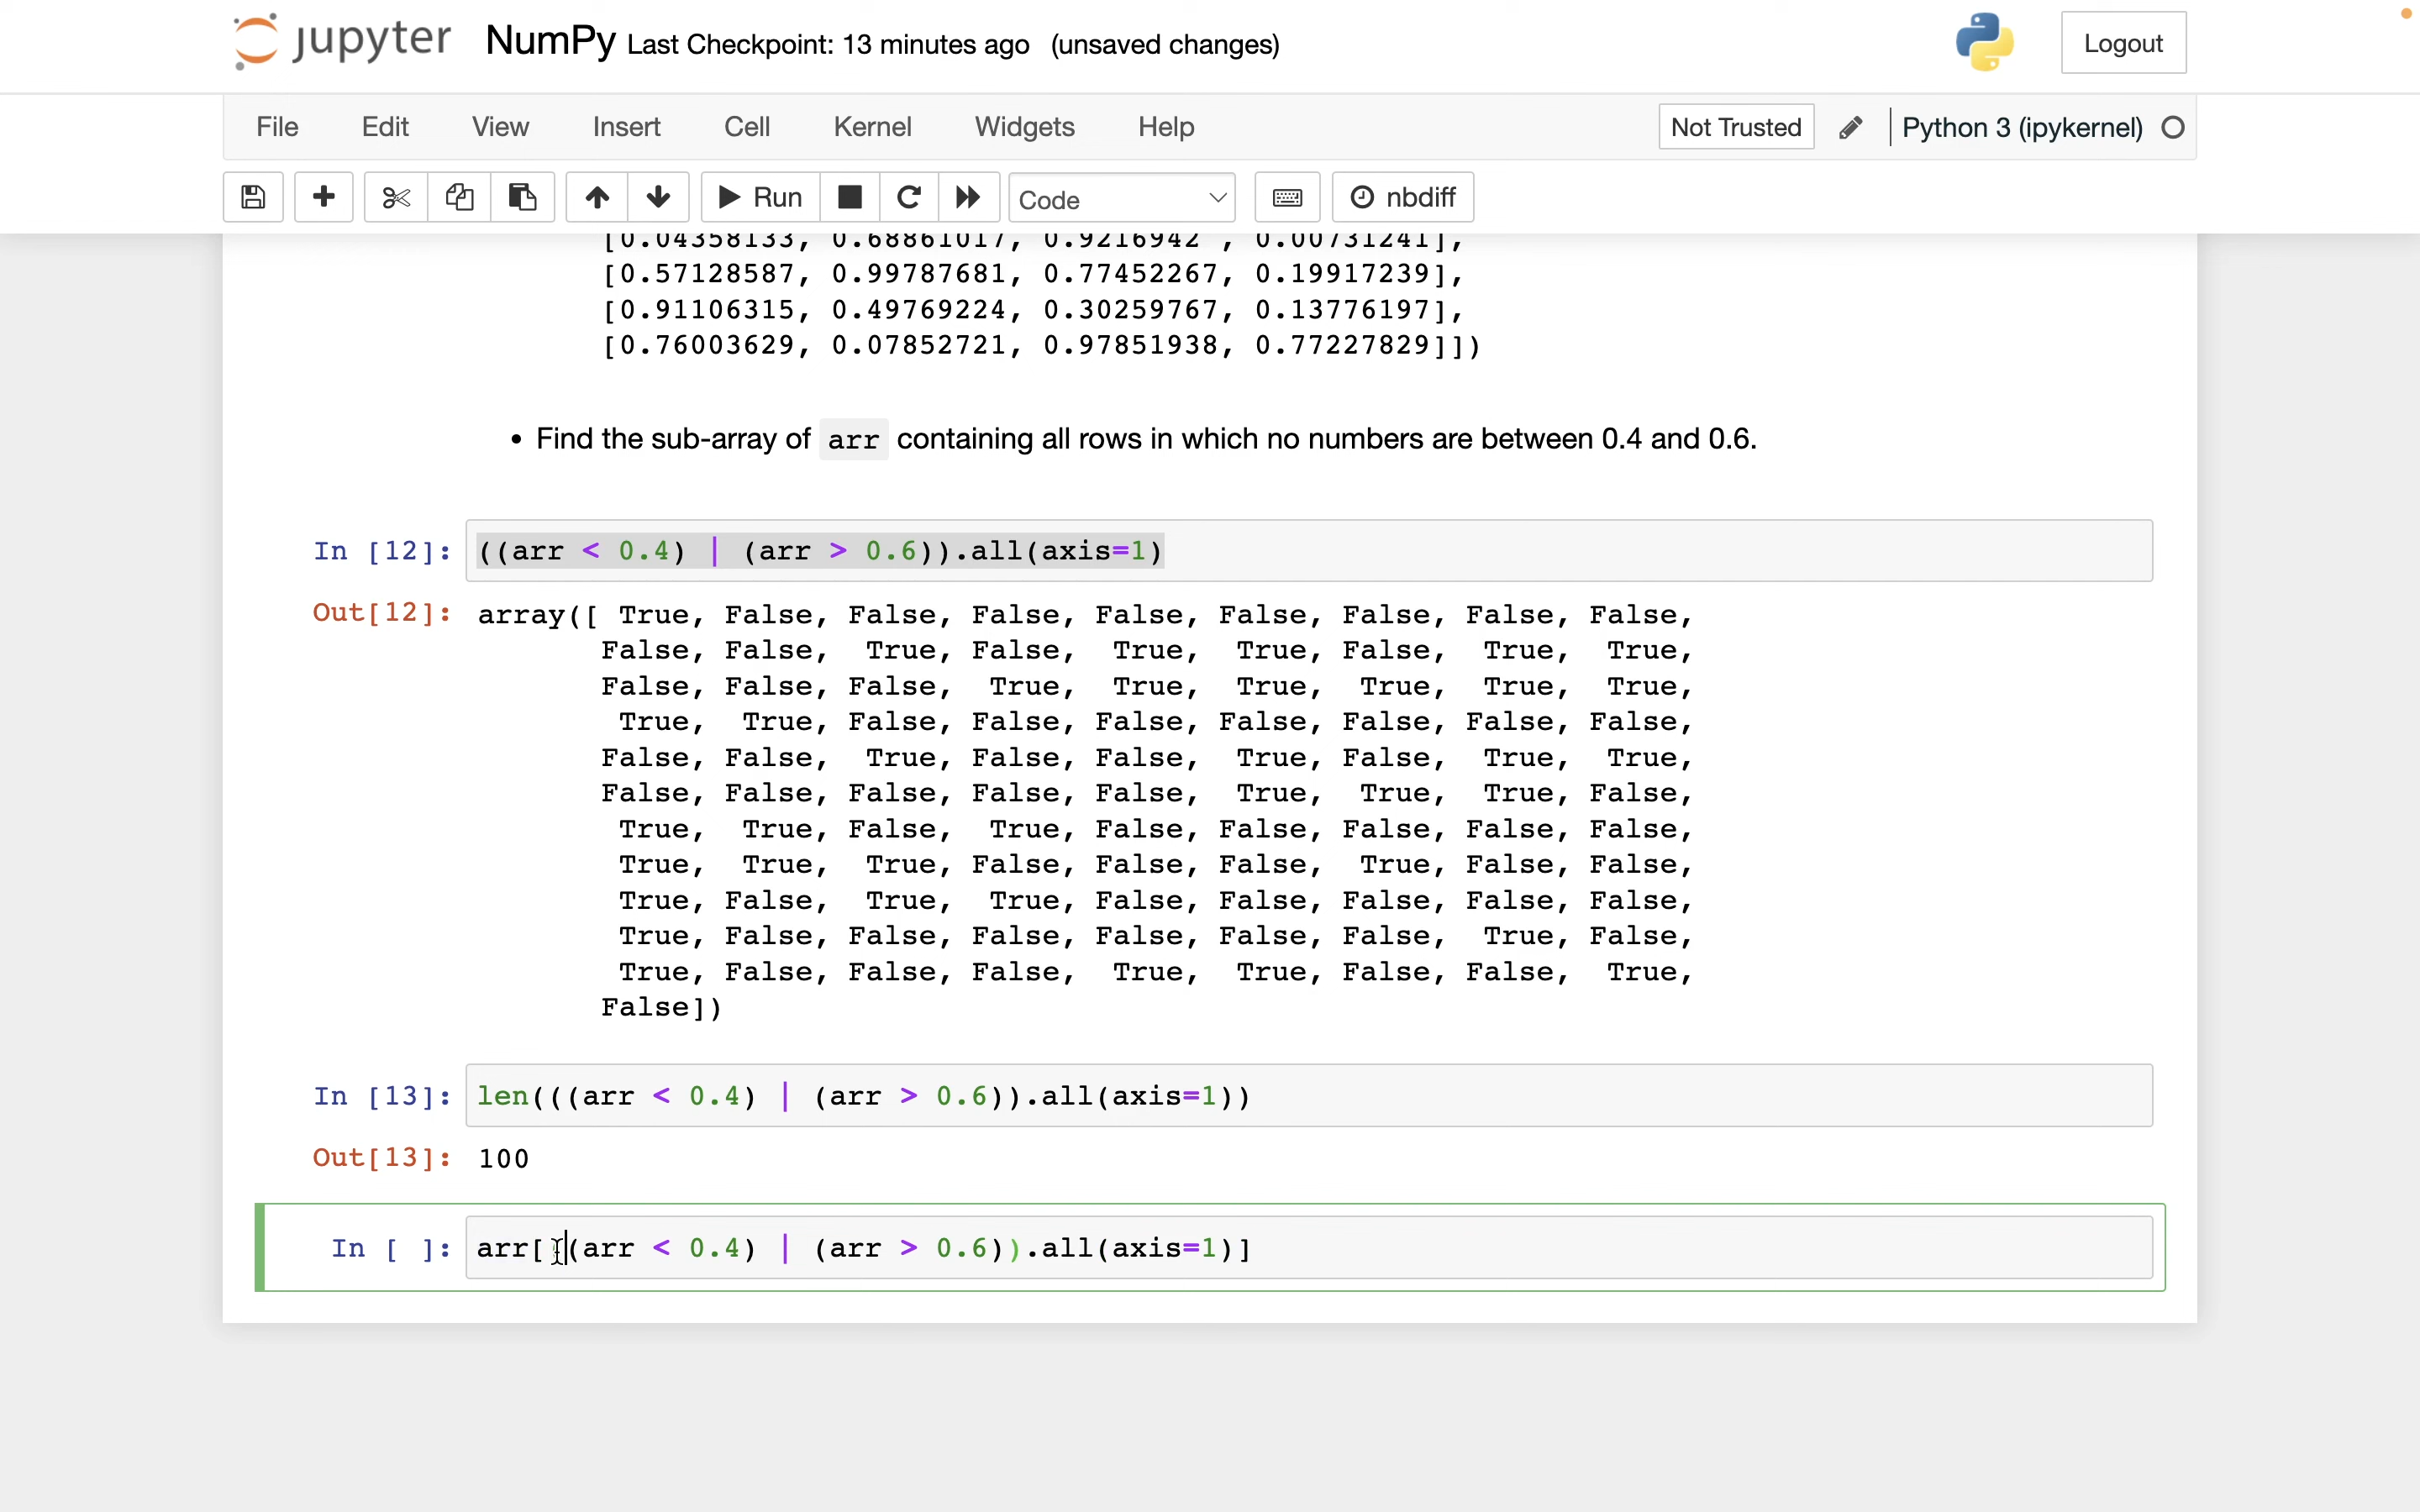 jupyter NumPy Last Checkpoint: 13 minutes ago (unsaved changes) Logout
File Edit View Insert Cell Kernel Widgets Help Not Trusted Python 3 (ipykernel)
Run Code nbdiff
[0.04358133, 0.68861017, 0.9216942 , 0.00731241],
[0.57128587, 0.99787681, 0.77452267, 0.19917239],
[0.91106315, 0.49769224, 0.30259767, 0.13776197],
[0.76003629, 0.07852721, 0.97851938, 0.77227829]])
• Find the sub-array of arr containing all rows in which no numbers are between 0.4 and 0.6.
In [12]: ((arr < 0.4) | (arr > 0.6)).all(axis=1)
Out[12]: array([ True, False, False, False, False, False, False, False, False,
False, False, True, False, True, True, False, True, True,
False, False, False, True, True, True, True, True, True,
True, True, False, False, False, False, False, False, False,
False, False, True, False, False, True, False, True, True,
False, False, False, False, False, True, True, True, False,
True, True, False, True, False, False, False, False, False,
True, True, True, False, False, False, True, False, False,
True, False, True, True, False, False, False, False, False,
True, False, False, False, False, False, False, True, False,
True, False, False, False, True, True, False, False, True,
False])
In [13]: len(((arr < 0.4) | (arr > 0.6)).all(axis=1))
Out[13]: 100
In [ ]: arr[((arr < 0.4) | (arr > 0.6)).all(axis=1)]